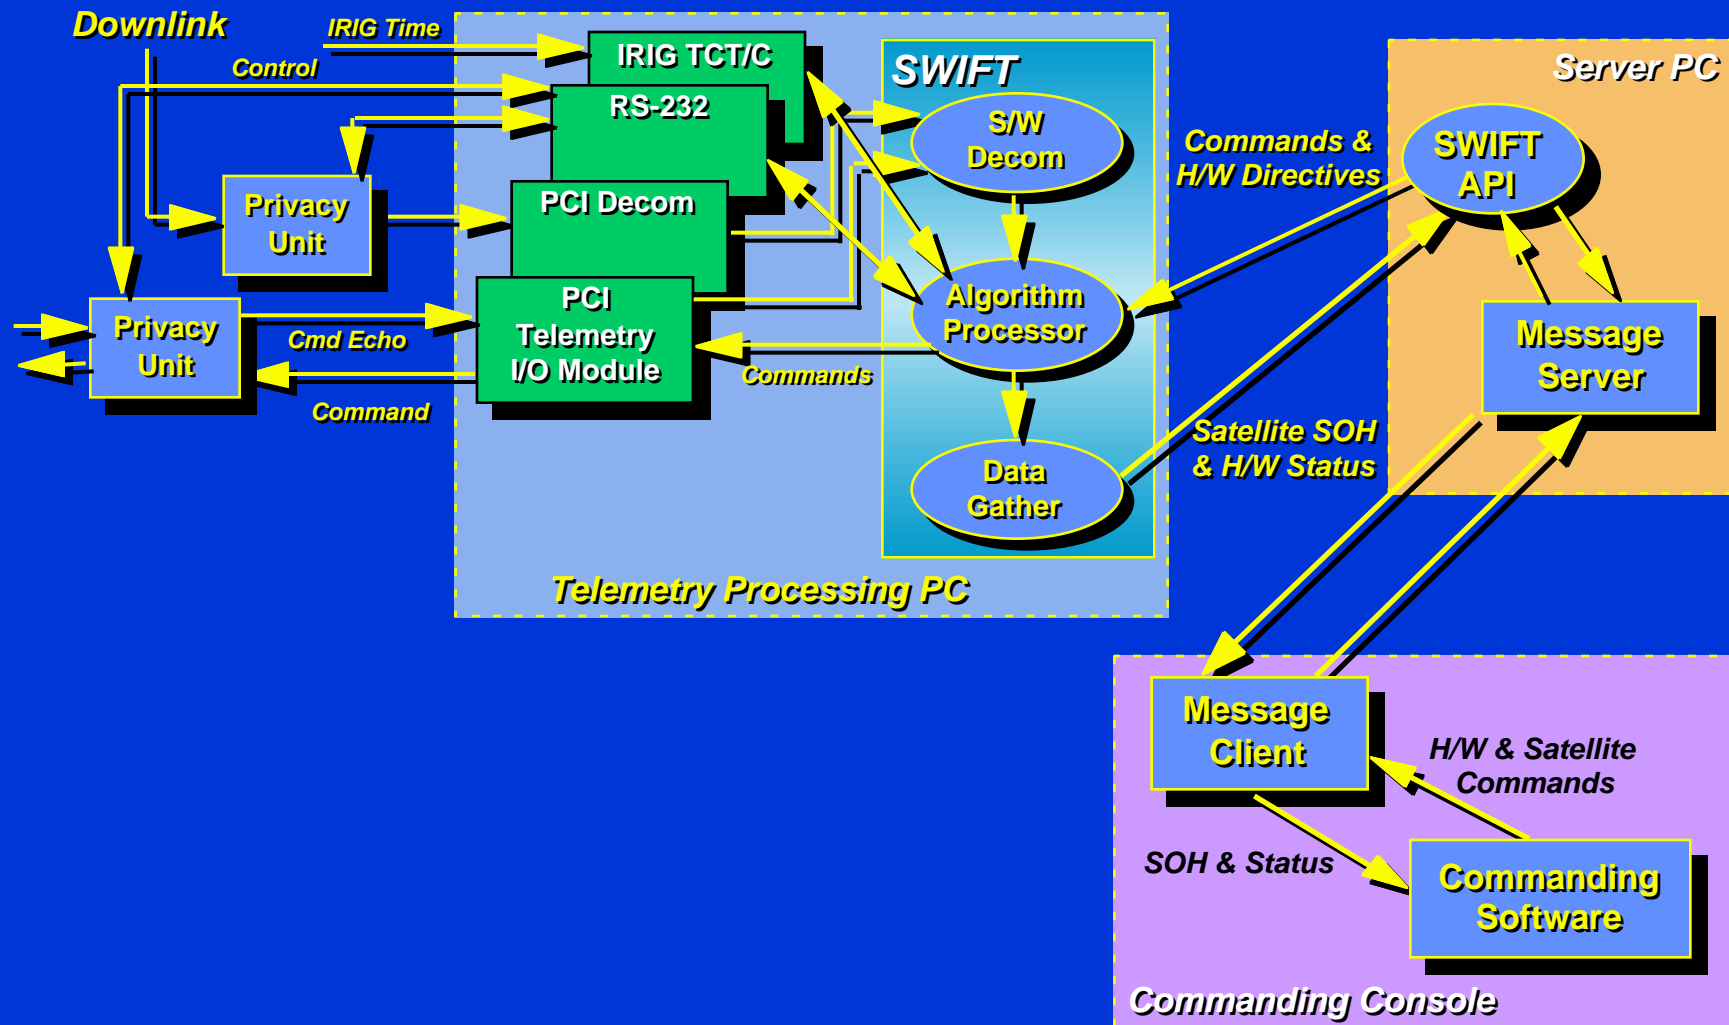 Downlink
IRIG Time
Control
IRIG TCT/C
RS-232
PCI Decom
PCI
Telemetry
I/O Module
Privacy
Unit
Privacy
Unit
Cmd Echo
Command
Commands
SWIFT
S/W
Decom
Algorithm
Processor
Data
Gather
Telemetry Processing PC
Commands &
H/W Directives
Satellite SOH
& H/W Status
Server PC
SWIFT
API
Message
Server
Message
Client
H/W & Satellite
Commands
SOH & Status
Commanding
Software
Commanding Console